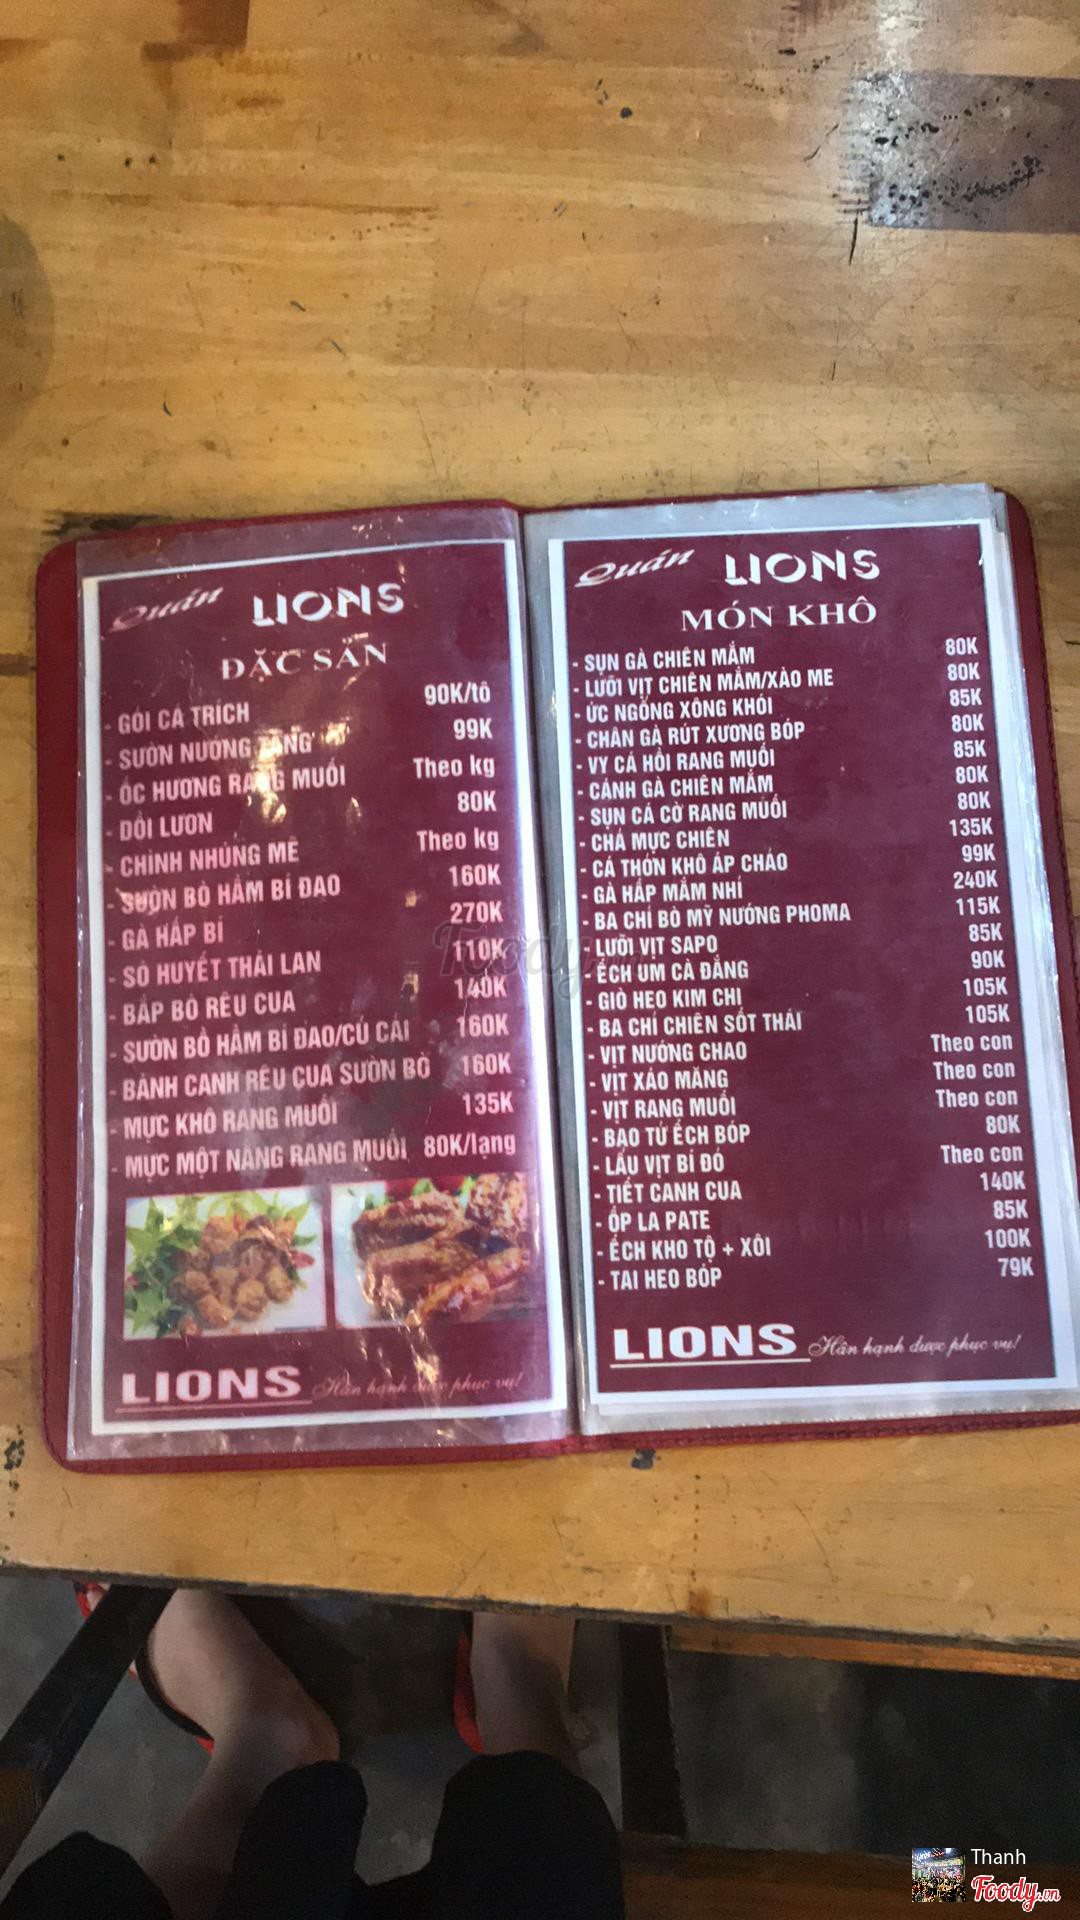 Quán LIONS
ĐẶC SẢN
- GỎI CÁ TRÍCH 90K/tô
- SƯỜN NƯỚNG TẢNG 99K
- ỐC HƯƠNG RANG MUỐI Theo kg
- DỒI LƯƠN 80K
- CHÌNH NHÚNG MẺ Theo kg
- SƯỜN BÒ HẦM BÍ ĐAO 160K
- GÀ HẤP BÍ 270K
- SÒ HUYẾT THÁI LAN 110K
- BẮP BÒ RÊU CUA 140K
- SƯỜN BÒ HẦM BÍ ĐAO/CỦ CẢI 160K
- BÁNH CANH RÊU CUA SƯỜN BÒ 160K
- MỰC KHÔ RANG MUỐI 135K
- MỰC MỘT NẮNG RANG MUỐI 80K/lạng
LIONS Hân hạnh được phục vụ!
Quán LIONS
MÓN KHÔ
- SỤN GÀ CHIÊN MẮM 80K
- LƯỠI VỊT CHIÊN MẮM/XÀO ME 80K
- ỨC NGỖNG XÔNG KHÓI 85K
- CHÂN GÀ RÚT XƯƠNG BÓP 80K
- VY CÁ HỒI RANG MUỐI 85K
- CÁNH GÀ CHIÊN MẮM 80K
- SỤN CÁ CỜ RANG MUỐI 80K
- CHẢ MỰC CHIÊN 135K
- CÁ THỜN KHÔ ÁP CHẢO 99K
- GÀ HẤP MẮM NHĨ 240K
- BA CHỈ BÒ MỸ NƯỚNG PHOMA 115K
- LƯỠI VỊT SAPO 85K
- ẾCH UM CÀ ĐẮNG 90K
- GIÒ HEO KIM CHI 105K
- BA CHỈ CHIÊN SỐT THÁI 105K
- VỊT NƯỚNG CHAO Theo con
- VỊT XÁO MĂNG Theo con
- VỊT RANG MUỐI Theo con
- BAO TỬ ẾCH BÓP 80K
- LẨU VỊT BÍ ĐỎ Theo con
- TIẾT CANH CUA 140K
- ỐP LA PATE 85K
- ẾCH KHO TỘ + XÔI 100K
- TAI HEO BÓP 79K
LIONS Hân hạnh được phục vụ!
Foody.vn
Thanh
Foody.vn